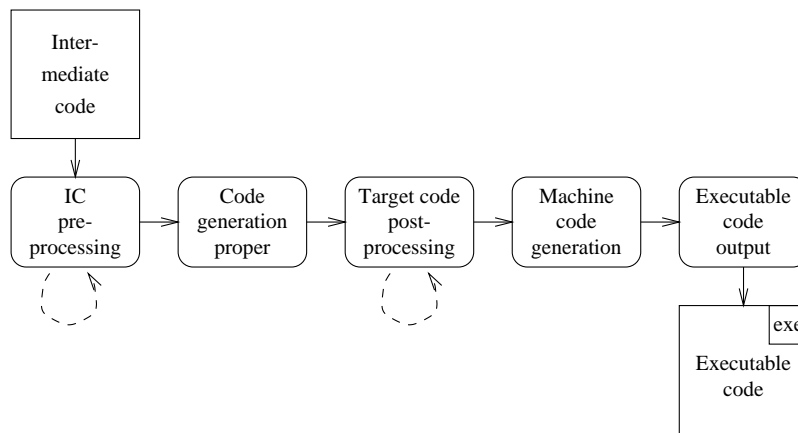 Inter-
mediate
code
IC
pre-
processing
Code
generation
proper
Target code
post-
processing
Machine
code
generation
Executable
code
output
exe
Executable
code